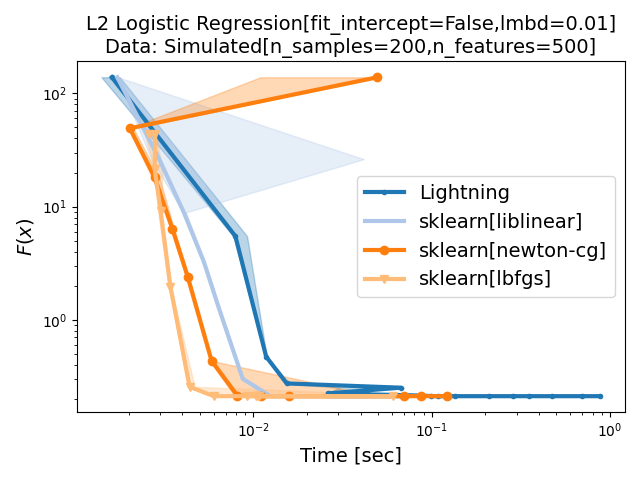 L2 Logistic Regression[fit_intercept=False,lmbd=0.01]
Data: Simulated[n_samples=200,n_features=500]
F(x)
10²
10¹
10⁰
Lightning
sklearn[liblinear]
sklearn[newton-cg]
sklearn[lbfgs]
10⁻² 10⁻¹ 10⁰
Time [sec]